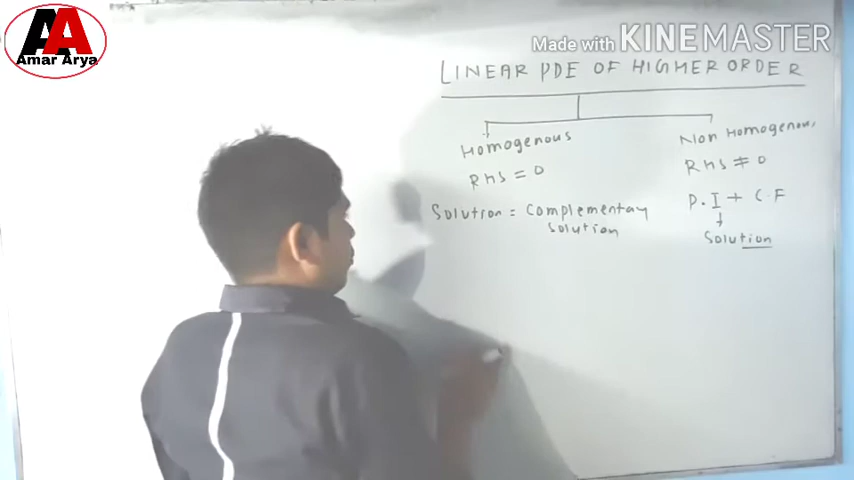 AA
Amar Arya
Made with KINEMASTER
LINEAR PDE OF HIGHER ORDER
Homogenous
RHS = 0
Solution = Complementary
Solution
Non Homogenous
RHS ≠ 0
P.I + C.F
↓
Solution